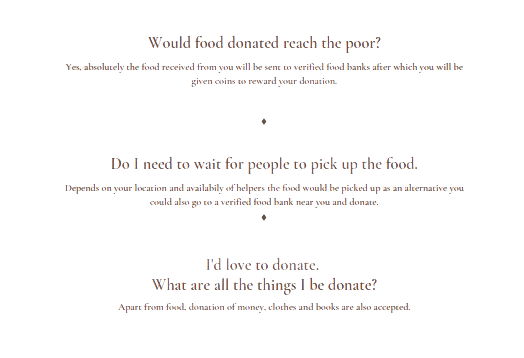 Would food donated reach the poor?
Yes, absolutely the food received from you will be sent to verified food banks after which you will be
given coins to reward your donation.
Do I need to wait for people to pick up the food.
Depends on your location and availabily of helpers the food would be picked up as an alternative you
could also go to a verified food bank near you and donate.
I'd love to donate.
What are all the things I be donate?
Apart from food, donation of money, clothes and books are also accepted.